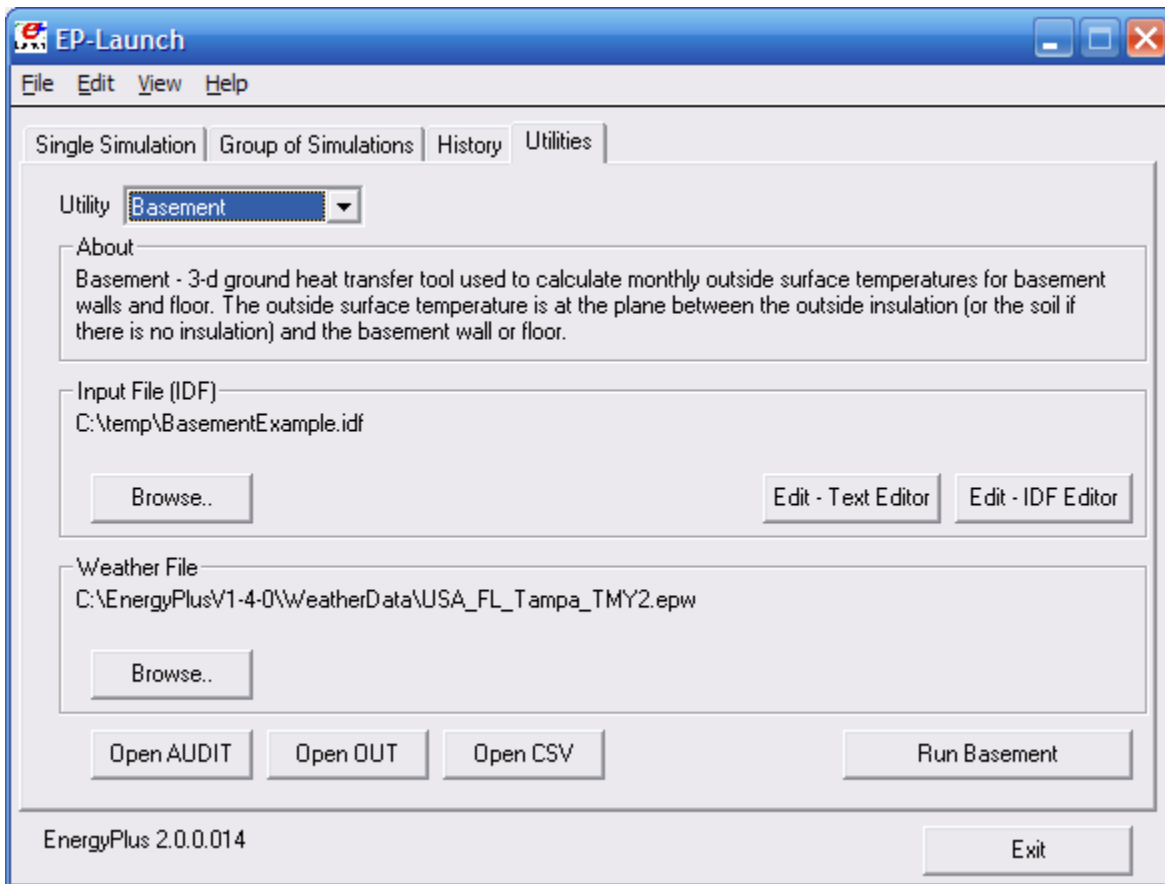 EP-Launch
File Edit View Help
Single Simulation Group of Simulations History Utilities
Utility Basement
About
Basement - 3-d ground heat transfer tool used to calculate monthly outside surface temperatures for basement
walls and floor. The outside surface temperature is at the plane between the outside insulation (or the soil if
there is no insulation) and the basement wall or floor.
Input File (IDF)
C:\temp\BasementExample.idf
Browse.. Edit - Text Editor Edit - IDF Editor
Weather File
C:\EnergyPlusV1-4-0\WeatherData\USA_FL_Tampa_TMY2.epw
Browse..
Open AUDIT Open OUT Open CSV Run Basement
EnergyPlus 2.0.0.014 Exit